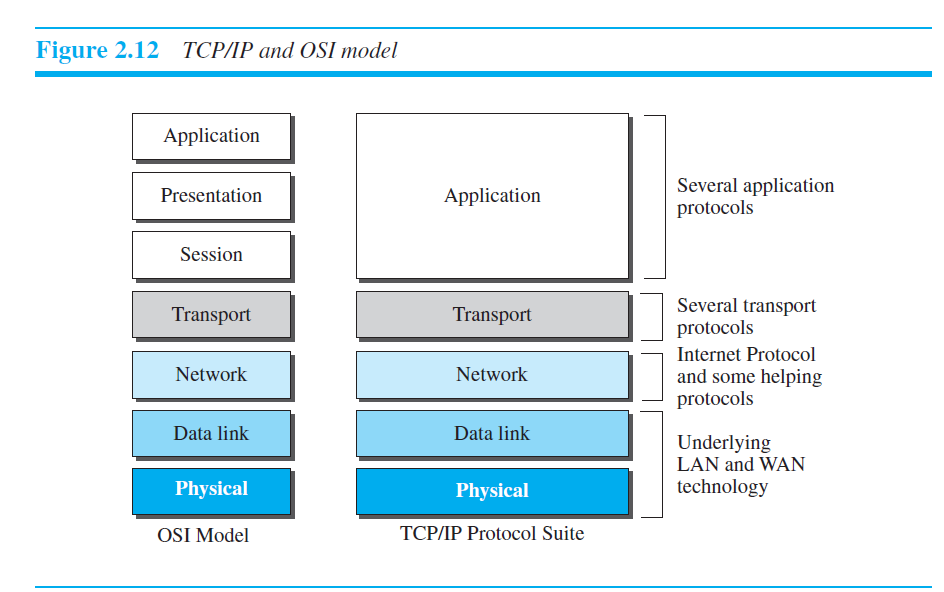 Figure 2.12 TCP/IP and OSI model
Application
Presentation
Session
Transport
Network
Data link
Physical
OSI Model
Application
Transport
Network
Data link
Physical
TCP/IP Protocol Suite
Several application
protocols
Several transport
protocols
Internet Protocol
and some helping
protocols
Underlying
LAN and WAN
technology